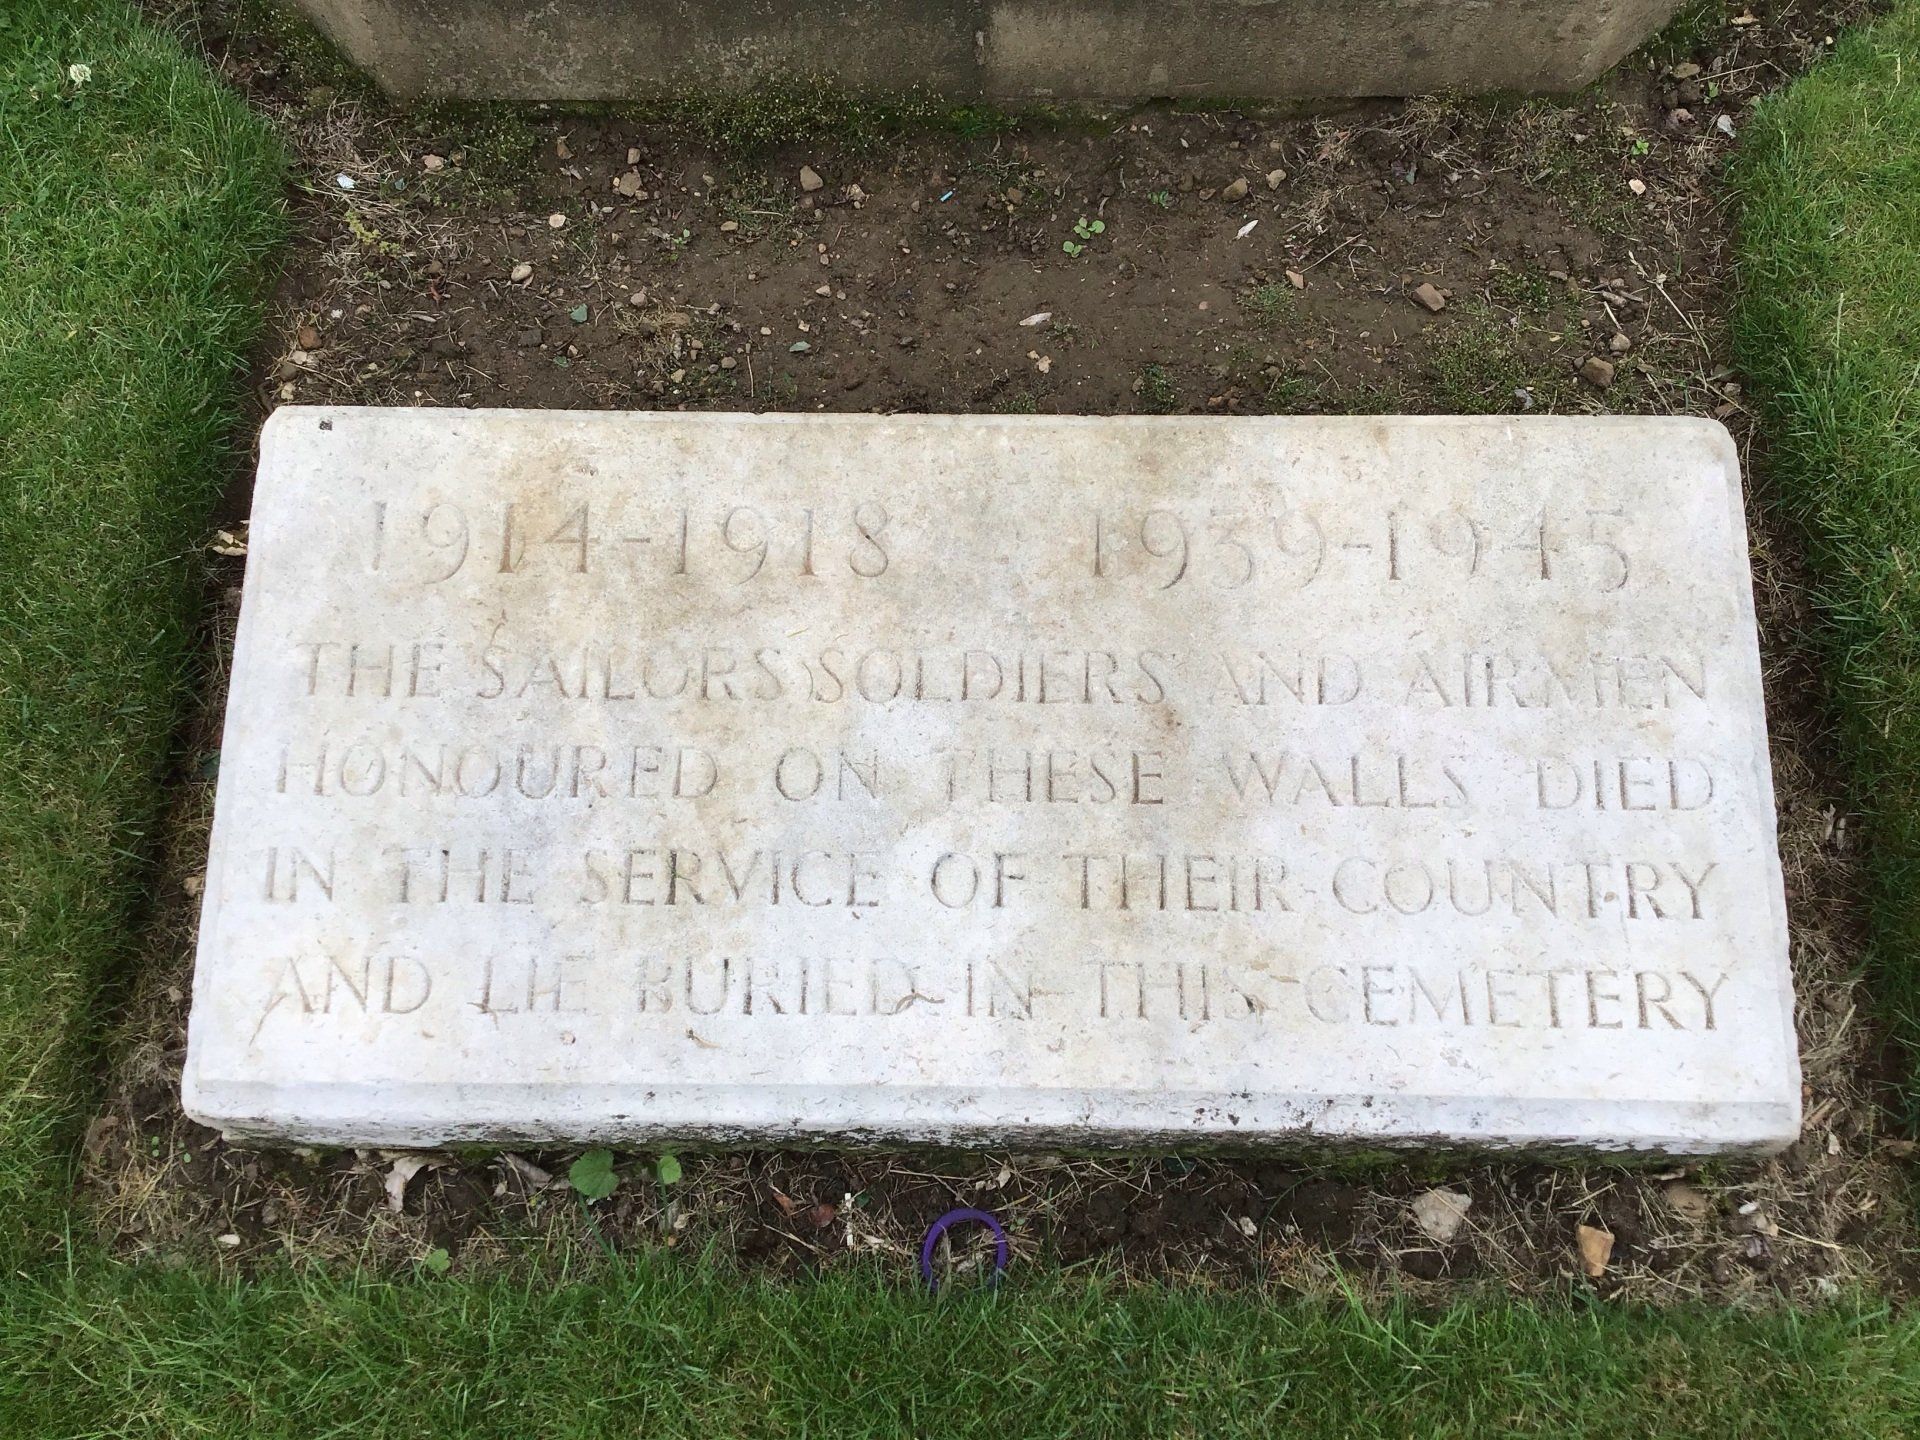 1914-1918 1939-1945
THE SAILORS SOLDIERS AND AIRMEN
HONOURED ON THESE WALLS DIED
IN THE SERVICE OF THEIR COUNTRY
AND LIE BURIED IN THIS CEMETERY